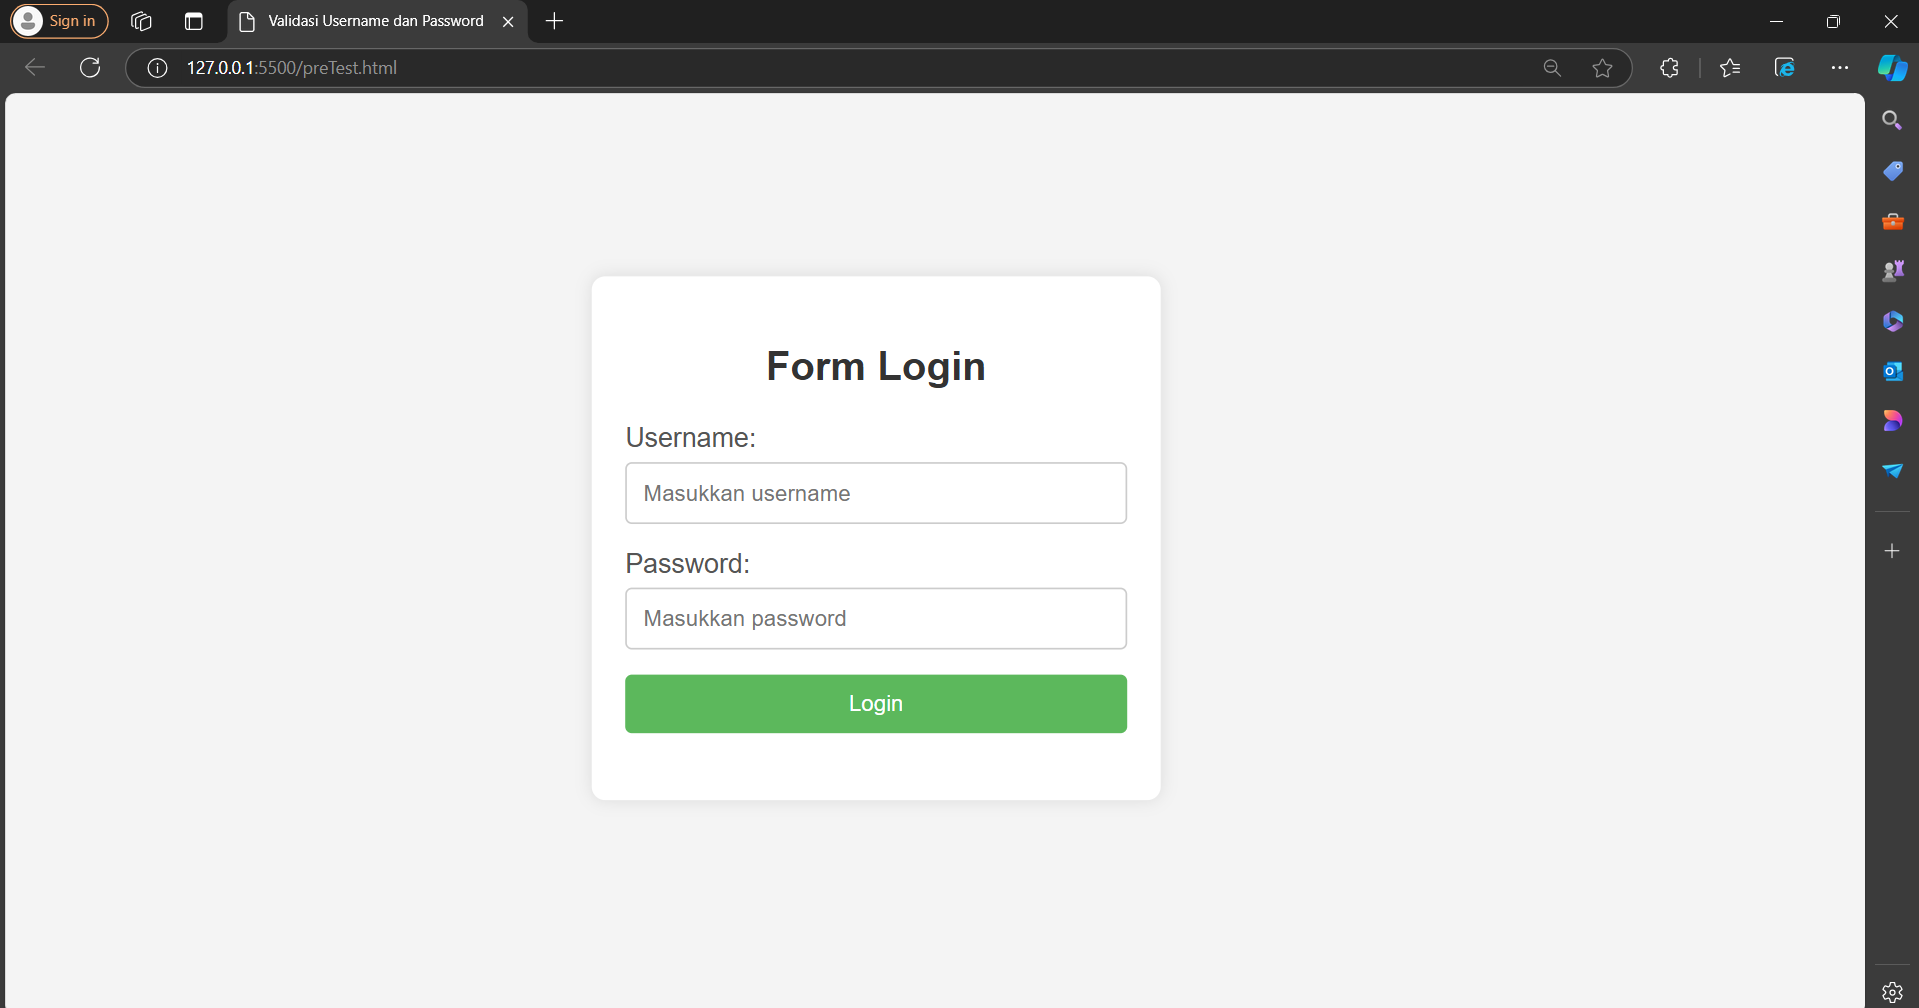 Sign in
Validasi Username dan Password
127.0.0.1:5500/preTest.html
Form Login
Username:
Masukkan username
Password:
Masukkan password
Login